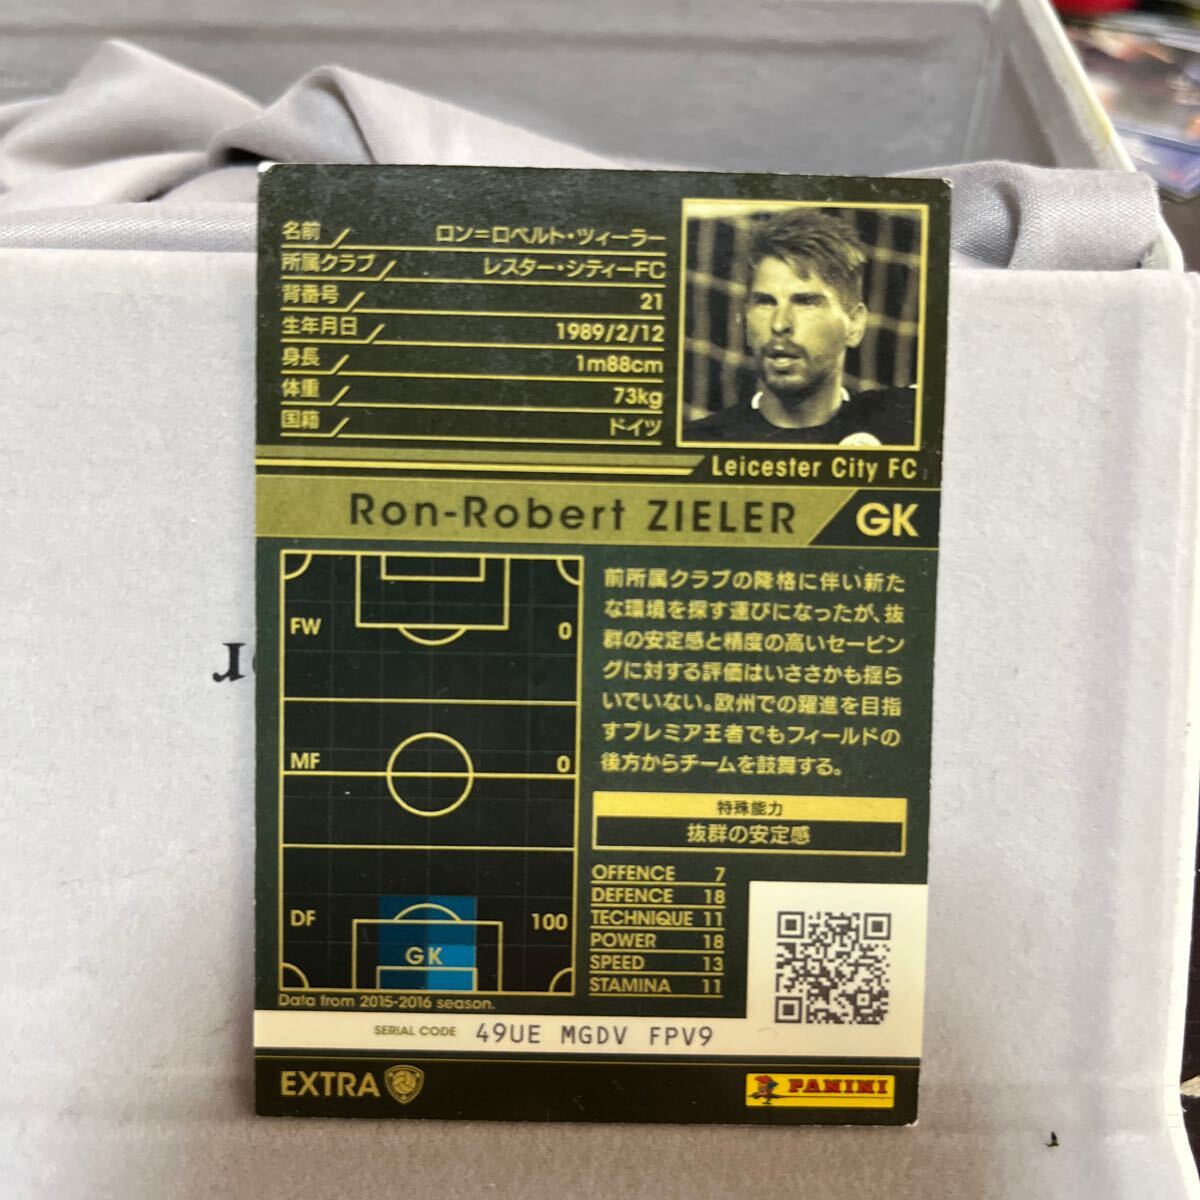 名前 ロン=ロベルト・ツィーラー
所属クラブ レスター・シティーFC
背番号 21
生年月日 1989/2/12
身長 1m88cm
体重 73kg
国籍 ドイツ
Leicester City FC
Ron-Robert ZIELER GK
FW 0
MF 0
DF 100
GK
Data from 2015-2016 season.
前所属クラブの降格に伴い新た
な環境を探す運びになったが、抜
群の安定感と精度の高いセービン
グに対する評価はいささかも揺ら
いでいない。欧州での躍進を目指
すプレミア王者でもフィールドの
後方からチームを鼓舞する。
特殊能力
抜群の安定感
OFFENCE 7
DEFENCE 18
TECHNIQUE 11
POWER 18
SPEED 13
STAMINA 11
SERIAL CODE 49UE MGDV FPV9
EXTRA
PANINI